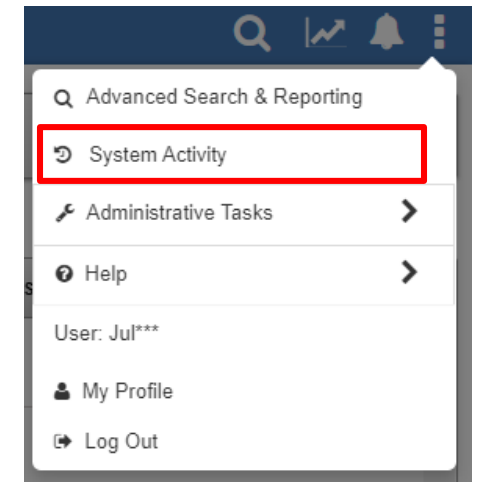 Advanced Search & Reporting
System Activity
Administrative Tasks
Help
User: Jul***
My Profile
Log Out